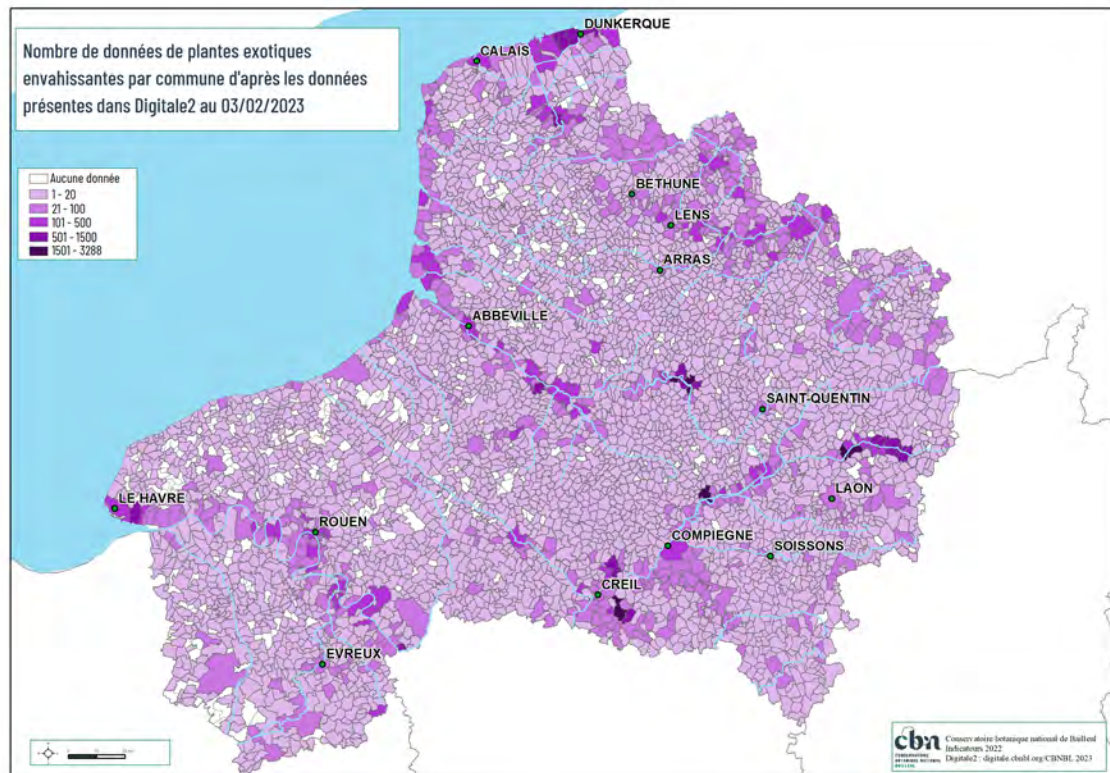 Nombre de données de plantes exotiques
envahissantes par commune d'après les données
présentes dans Digitale2 au 03/02/2023
Aucune donnée
1 - 20
21 - 100
101 - 500
501 - 1500
1501 - 3288
DUNKERQUE
CALAIS
BETHUNE
LENS
ARRAS
ABBEVILLE
SAINT-QUENTIN
LE HAVRE
LAON
ROUEN
COMPIEGNE
SOISSONS
CREIL
EVREUX
cbn
CONSERVATOIRE
BOTANIQUE NATIONAL
Conservatoire botanique national de Bailleul
Indicateurs 2022
Digitale2 : digitale.cbnbl.org/CBNBL 2023